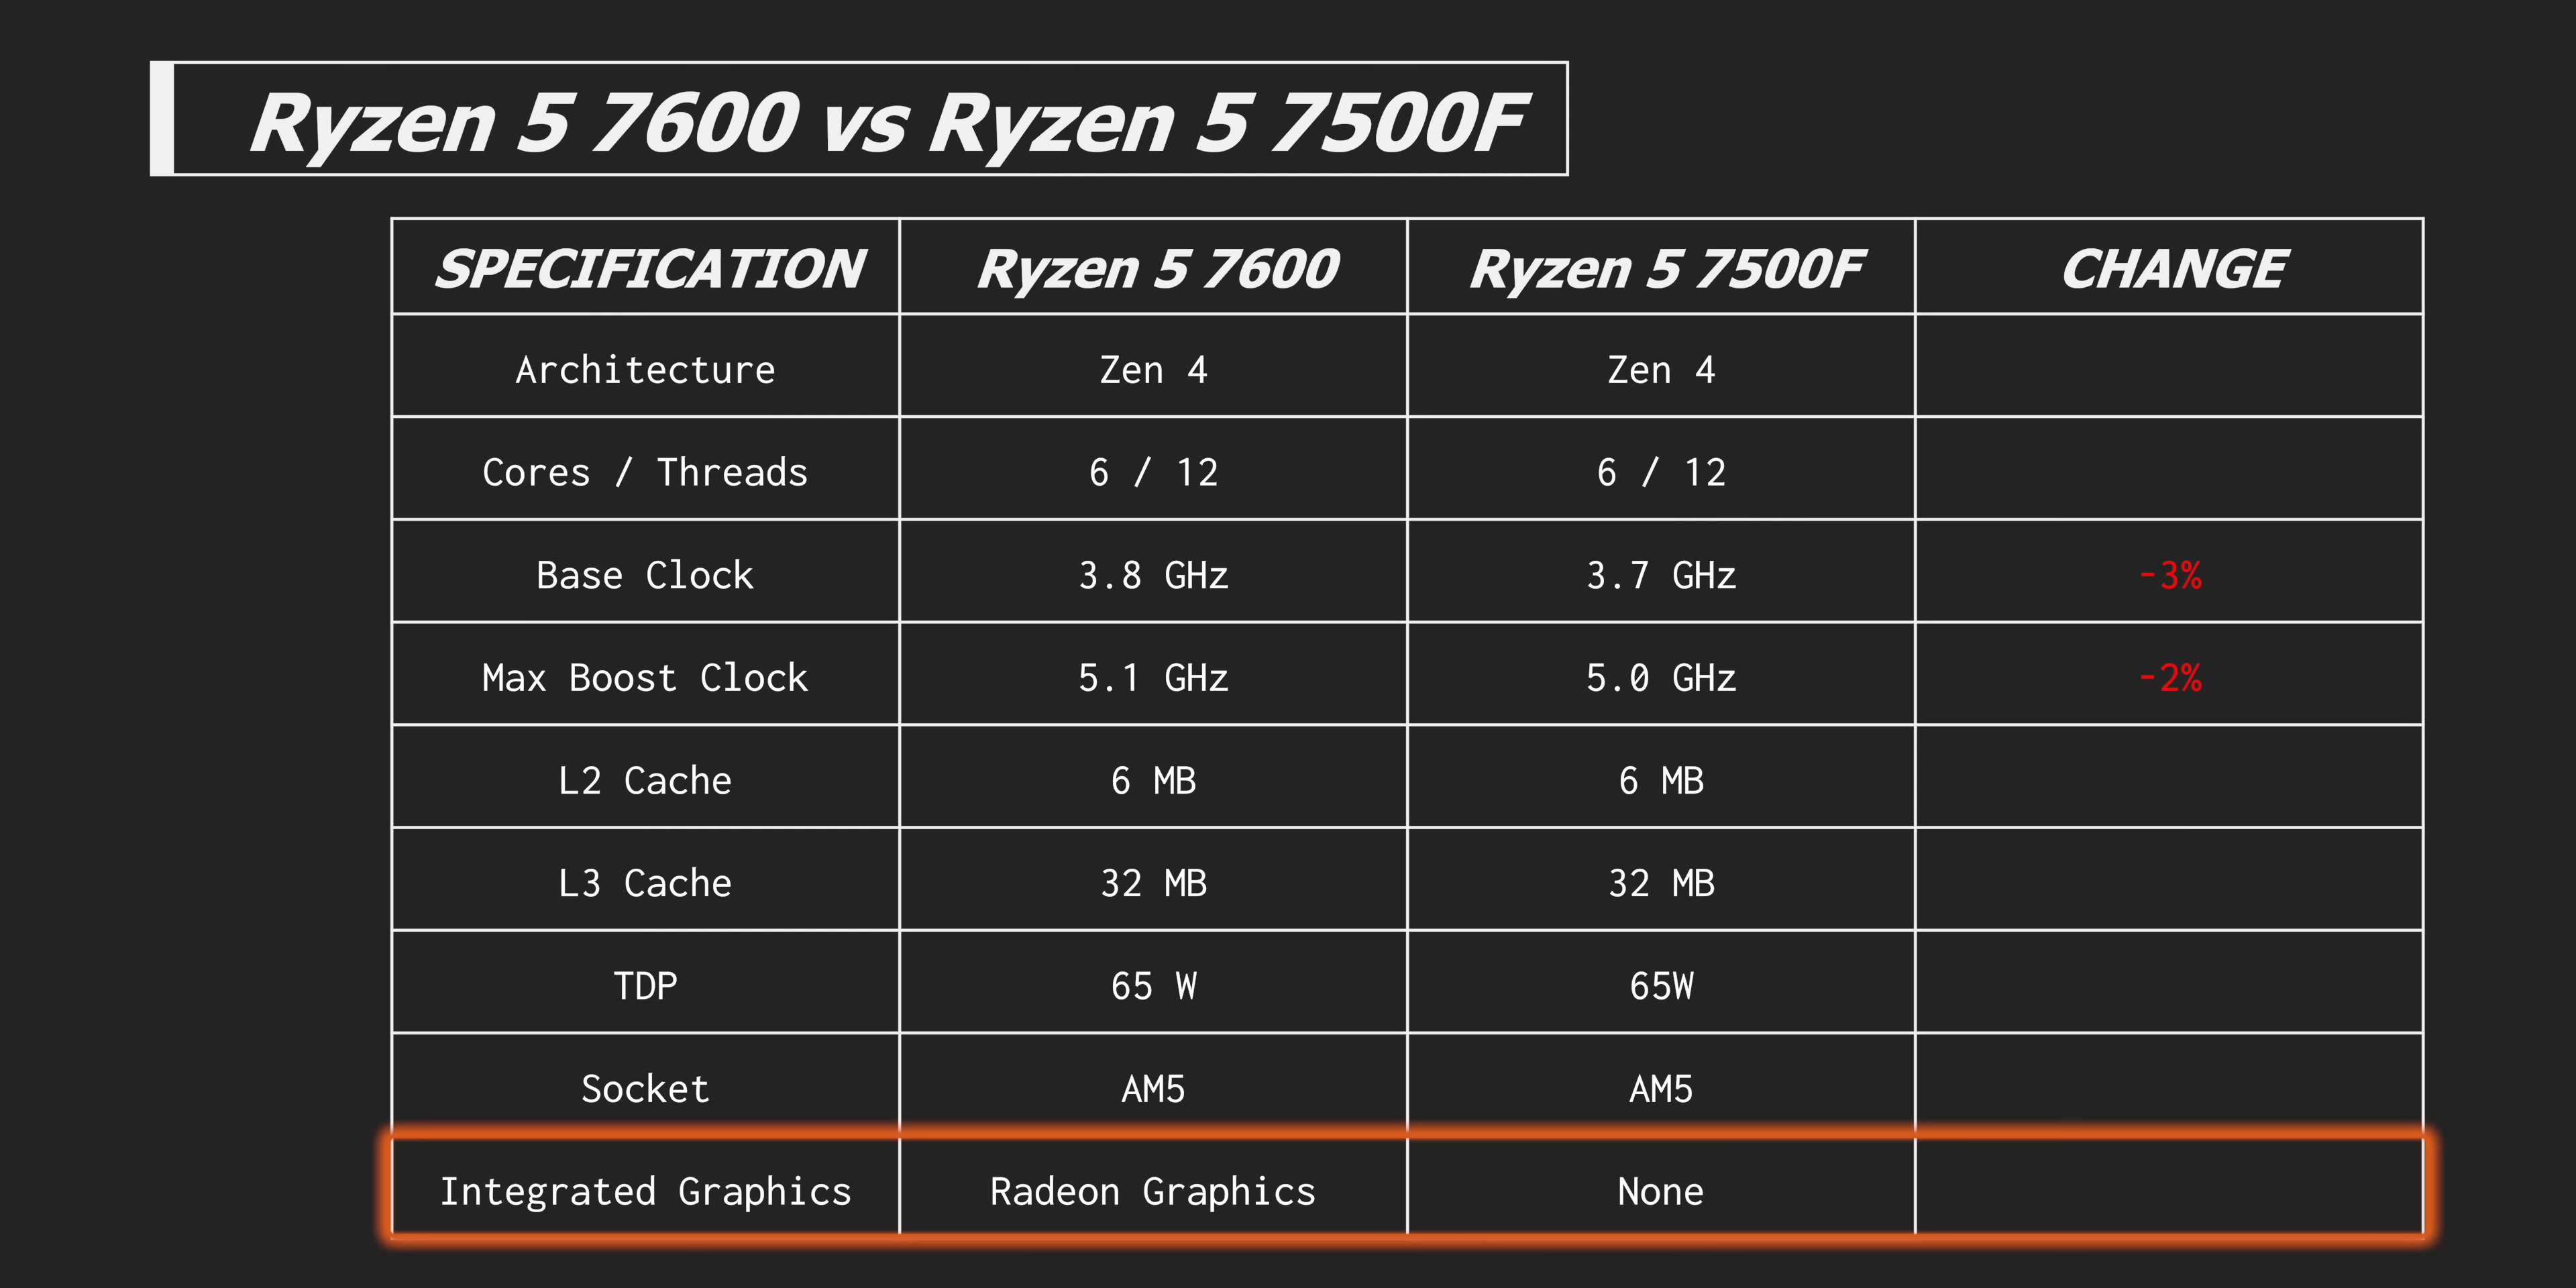 Ryzen 5 7600 vs Ryzen 5 7500F
SPECIFICATION Ryzen 5 7600 Ryzen 5 7500F CHANGE
Architecture Zen 4 Zen 4
Cores / Threads 6 / 12 6 / 12
Base Clock 3.8 GHz 3.7 GHz -3%
Max Boost Clock 5.1 GHz 5.0 GHz -2%
L2 Cache 6 MB 6 MB
L3 Cache 32 MB 32 MB
TDP 65 W 65W
Socket AM5 AM5
Integrated Graphics Radeon Graphics None